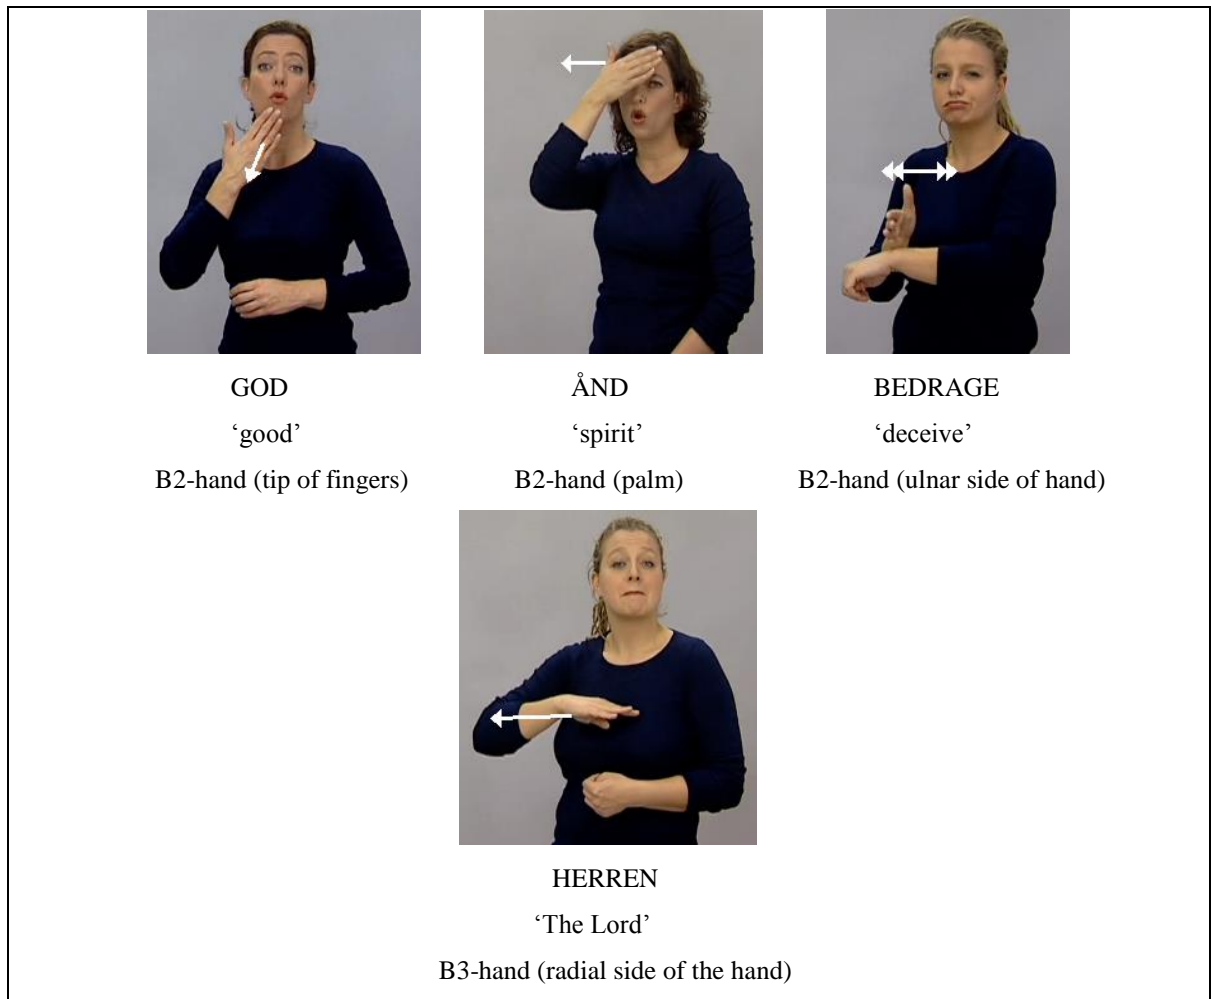 GOD ÅND BEDRAGE
‘good’ ‘spirit’ ‘deceive’
B2-hand (tip of fingers) B2-hand (palm) B2-hand (ulnar side of hand)
HERREN
‘The Lord’
B3-hand (radial side of the hand)